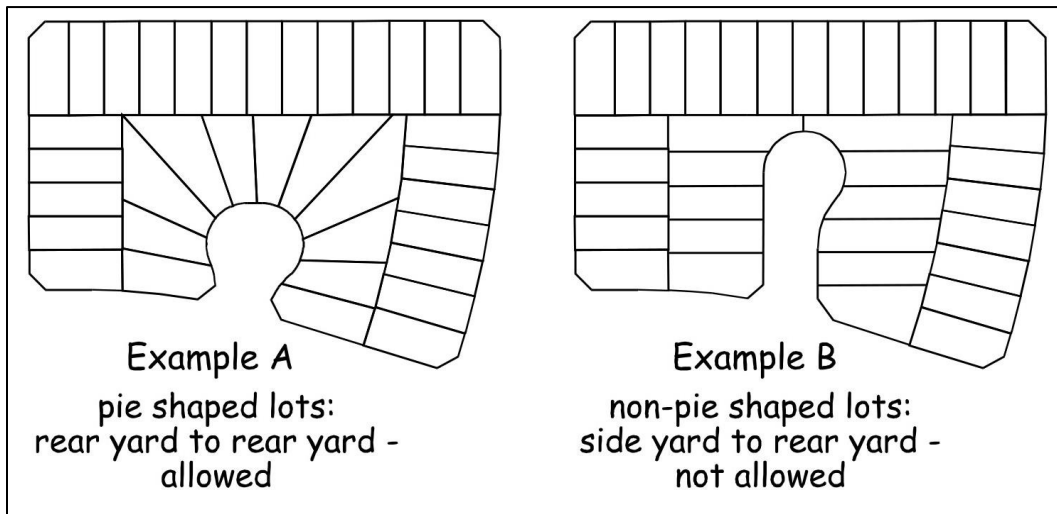 Example A
pie shaped lots:
rear yard to rear yard -
allowed
Example B
non-pie shaped lots:
side yard to rear yard -
not allowed